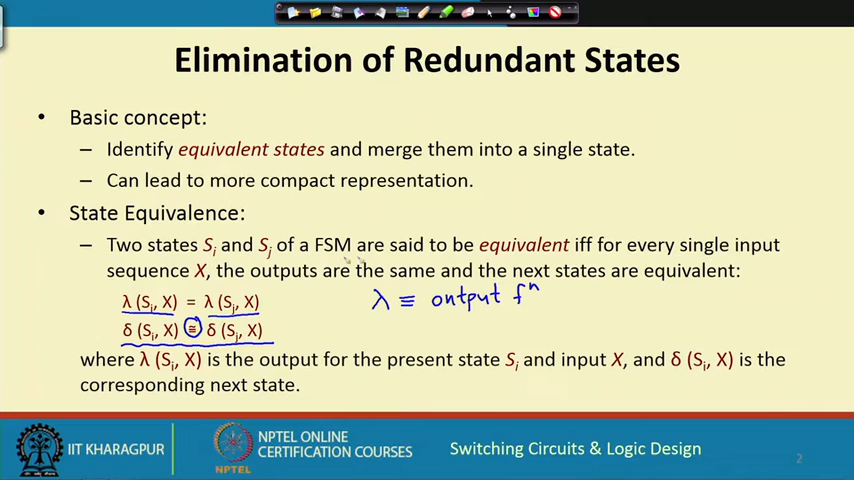 Elimination of Redundant States
• Basic concept:
– Identify equivalent states and merge them into a single state.
– Can lead to more compact representation.
• State Equivalence:
– Two states Si and Sj of a FSM are said to be equivalent iff for every single input
sequence X, the outputs are the same and the next states are equivalent:
λ (Si, X) = λ (Sj, X)
λ ≡ output fⁿ
δ (Si, X) ≅ δ (Sj, X)
where λ (Si, X) is the output for the present state Si and input X, and δ (Si, X) is the
corresponding next state.
IIT KHARAGPUR
NPTEL
NPTEL ONLINE
CERTIFICATION COURSES
Switching Circuits & Logic Design
2